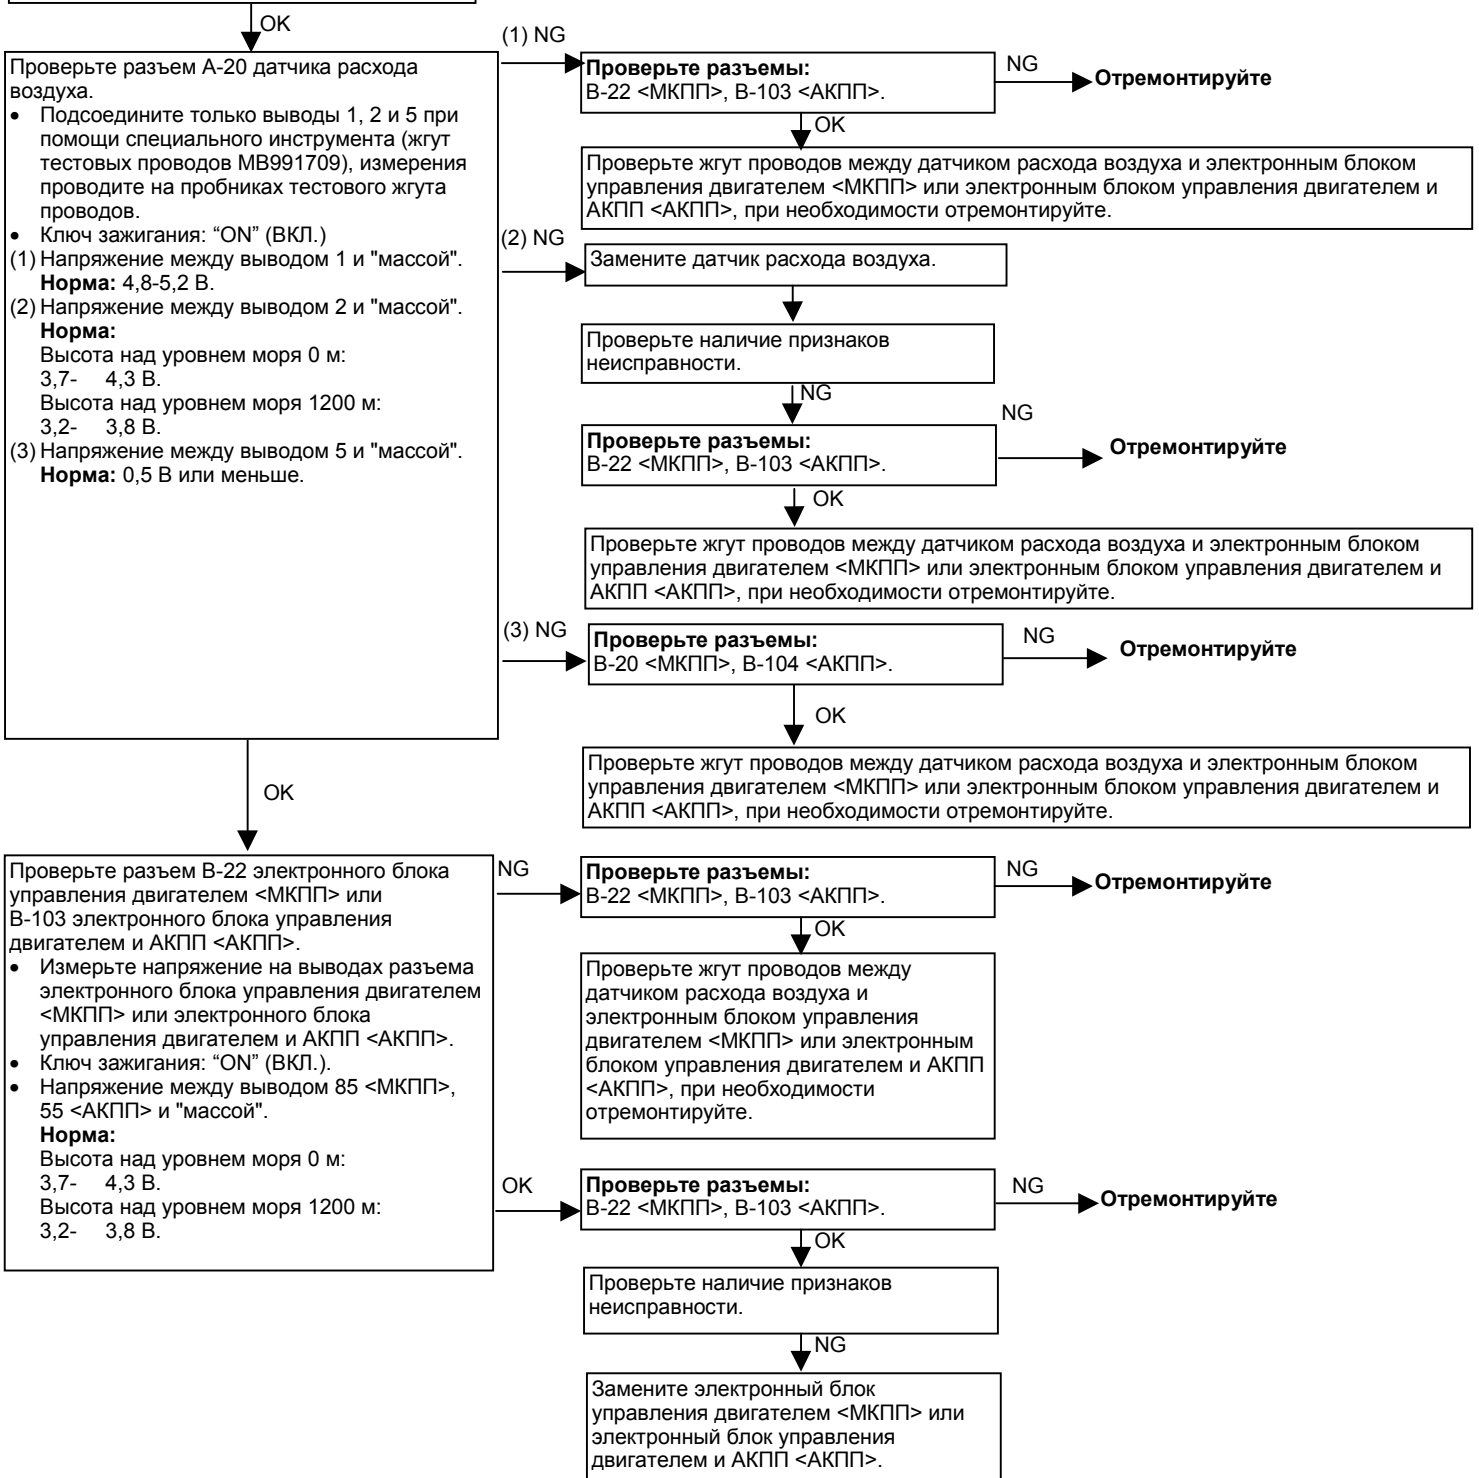 OK
Проверьте разъем A-20 датчика расхода
воздуха.
• Подсоедините только выводы 1, 2 и 5 при
помощи специального инструмента (жгут
тестовых проводов MB991709), измерения
проводите на пробниках тестового жгута
проводов.
• Ключ зажигания: “ON” (ВКЛ.)
(1) Напряжение между выводом 1 и "массой".
Норма: 4,8-5,2 В.
(2) Напряжение между выводом 2 и "массой".
Норма:
Высота над уровнем моря 0 м:
3,7- 4,3 В.
Высота над уровнем моря 1200 м:
3,2- 3,8 В.
(3) Напряжение между выводом 5 и "массой".
Норма: 0,5 В или меньше.
(1) NG
Проверьте разъемы:
B-22 <МКПП>, B-103 <АКПП>.
NG
Отремонтируйте
OK
Проверьте жгут проводов между датчиком расхода воздуха и электронным блоком
управления двигателем <МКПП> или электронным блоком управления двигателем и
АКПП <АКПП>, при необходимости отремонтируйте.
(2) NG
Замените датчик расхода воздуха.
Проверьте наличие признаков
неисправности.
NG
Проверьте разъемы:
B-22 <МКПП>, B-103 <АКПП>.
NG
Отремонтируйте
OK
Проверьте жгут проводов между датчиком расхода воздуха и электронным блоком
управления двигателем <МКПП> или электронным блоком управления двигателем и
АКПП <АКПП>, при необходимости отремонтируйте.
(3) NG
Проверьте разъемы:
B-20 <МКПП>, B-104 <АКПП>.
NG
Отремонтируйте
OK
Проверьте жгут проводов между датчиком расхода воздуха и электронным блоком
управления двигателем <МКПП> или электронным блоком управления двигателем и
АКПП <АКПП>, при необходимости отремонтируйте.
OK
Проверьте разъем B-22 электронного блока
управления двигателем <МКПП> или
B-103 электронного блока управления
двигателем и АКПП <АКПП>.
• Измерьте напряжение на выводах разъема
электронного блока управления двигателем
<МКПП> или электронного блока
управления двигателем и АКПП <АКПП>.
• Ключ зажигания: “ON” (ВКЛ.).
• Напряжение между выводом 85 <МКПП>,
55 <АКПП> и "массой".
Норма:
Высота над уровнем моря 0 м:
3,7- 4,3 В.
Высота над уровнем моря 1200 м:
3,2- 3,8 В.
NG
Проверьте разъемы:
B-22 <МКПП>, B-103 <АКПП>.
NG
Отремонтируйте
OK
Проверьте жгут проводов между
датчиком расхода воздуха и
электронным блоком управления
двигателем <МКПП> или электронным
блоком управления двигателем и АКПП
<АКПП>, при необходимости
отремонтируйте.
OK
Проверьте разъемы:
B-22 <МКПП>, B-103 <АКПП>.
NG
Отремонтируйте
OK
Проверьте наличие признаков
неисправности.
NG
Замените электронный блок
управления двигателем <МКПП> или
электронный блок управления
двигателем и АКПП <АКПП>.